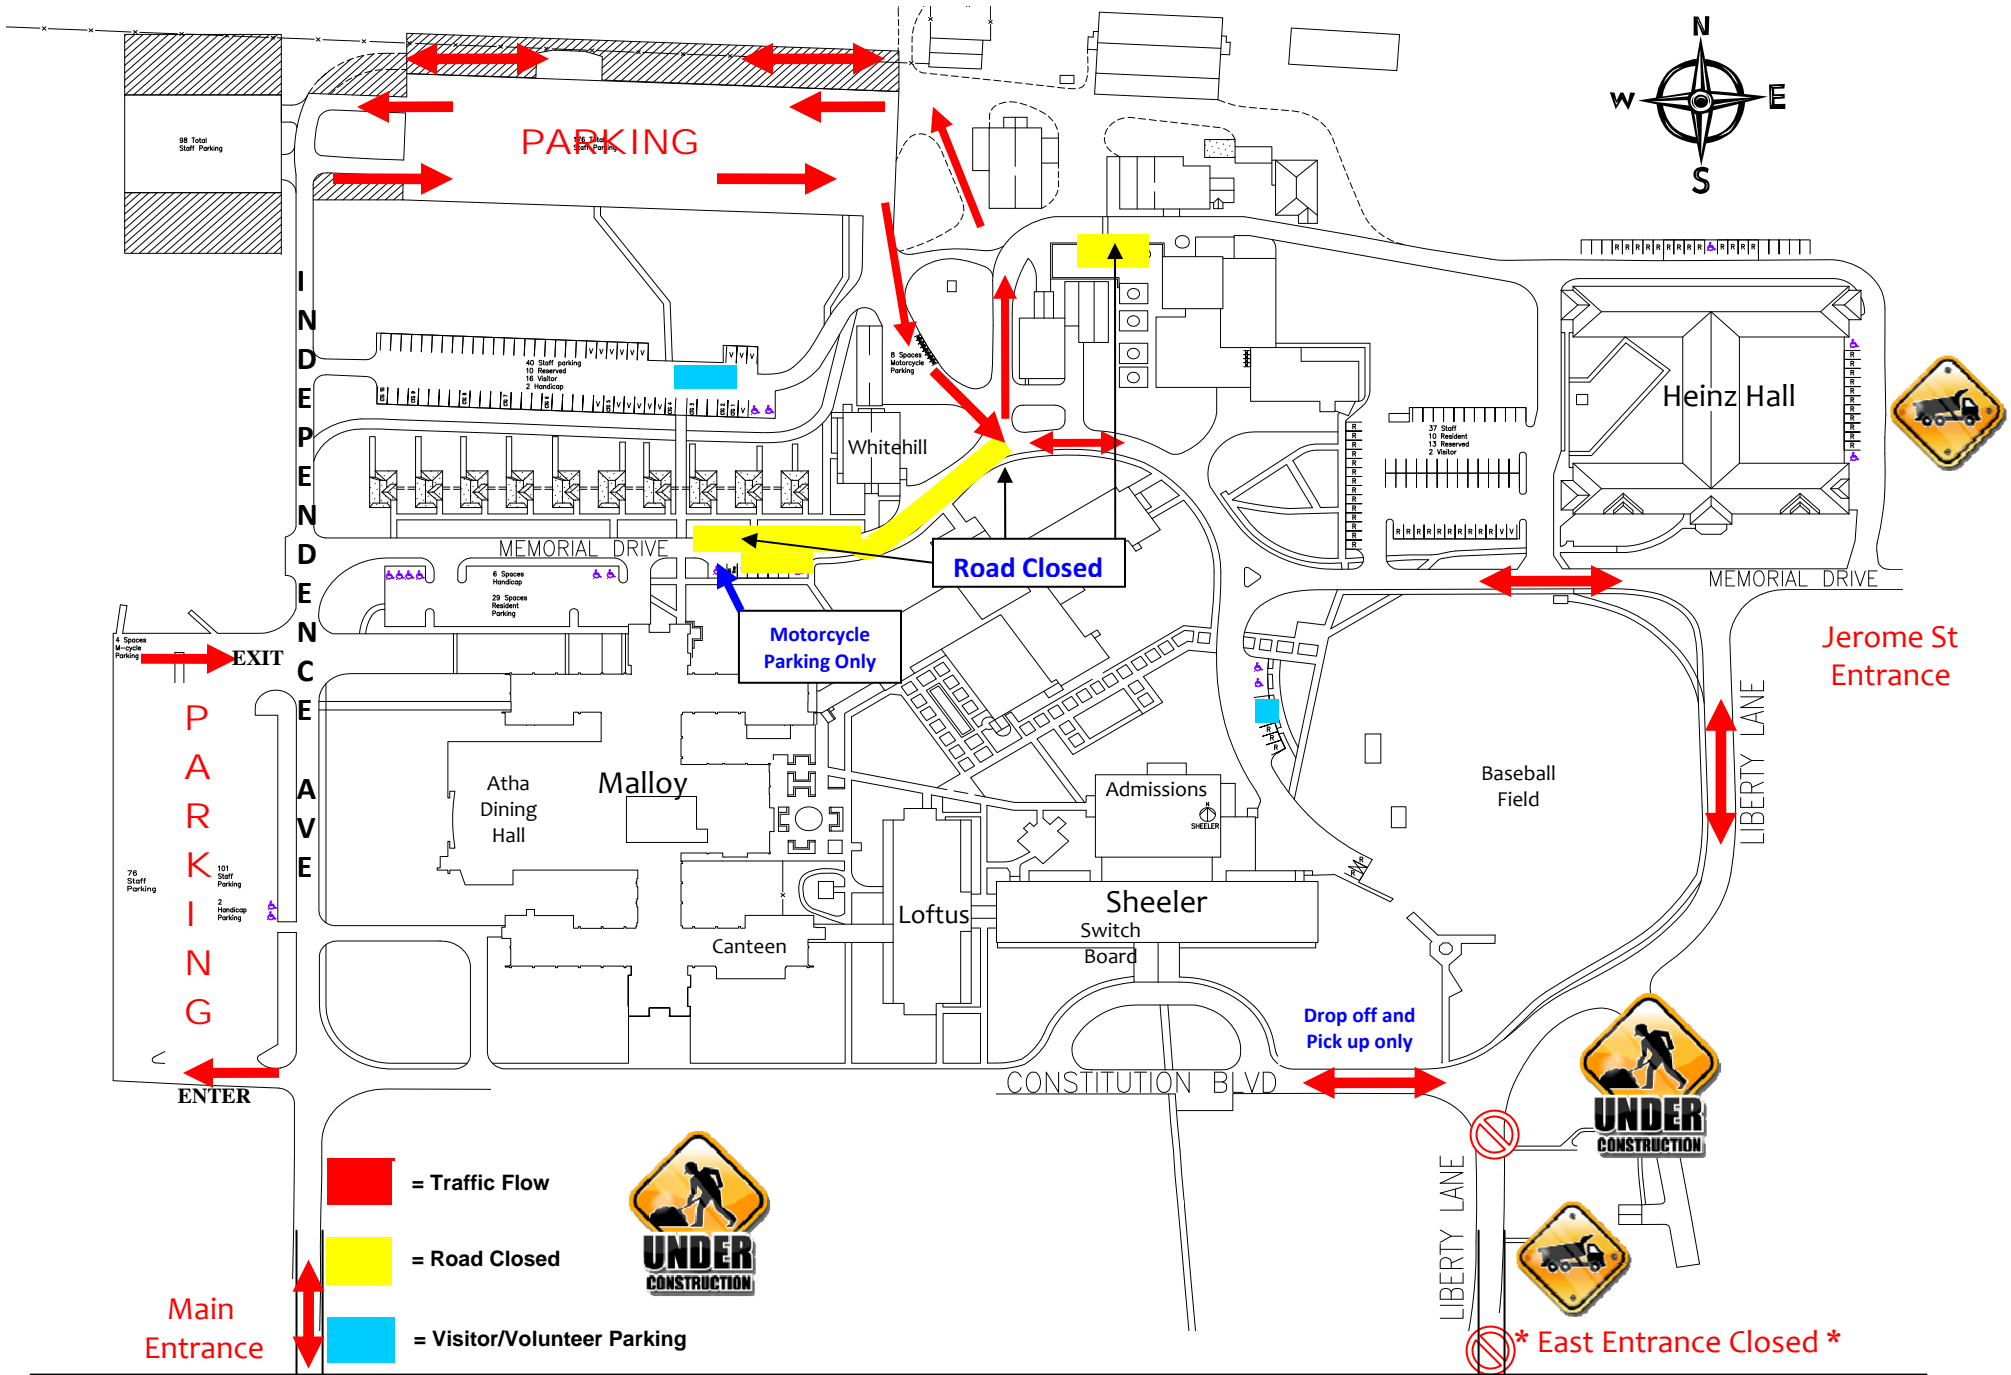 N
W
E
S
98 Total
Staff Parking
PARKING
176 Total
Staff Parking
INDEPENDENCE AVE
40 Staff parking
10 Reserved
16 Visitor
2 Handicap
8 Spaces
Motorcycle
Parking
Whitehill
Heinz Hall
37 Staff
10 Resident
13 Reserved
2 Visitor
MEMORIAL DRIVE
Road Closed
6 Spaces
Handicap
29 Spaces
Resident
Parking
Motorcycle
Parking Only
MEMORIAL DRIVE
Jerome St
Entrance
4 Spaces
M-cycle
Parking
EXIT
PARKING
LIBERTY LANE
Atha
Dining
Hall
Malloy
Admissions
N
SHEELER
Baseball
Field
76
Staff
Parking
101
Staff
Parking
2
Handicap
Parking
Loftus
Sheeler
Switch
Board
Canteen
Drop off and
Pick up only
CONSTITUTION BLVD
ENTER
UNDER
CONSTRUCTION
LIBERTY LANE
= Traffic Flow
= Road Closed
= Visitor/Volunteer Parking
UNDER
CONSTRUCTION
Main
Entrance
* East Entrance Closed *